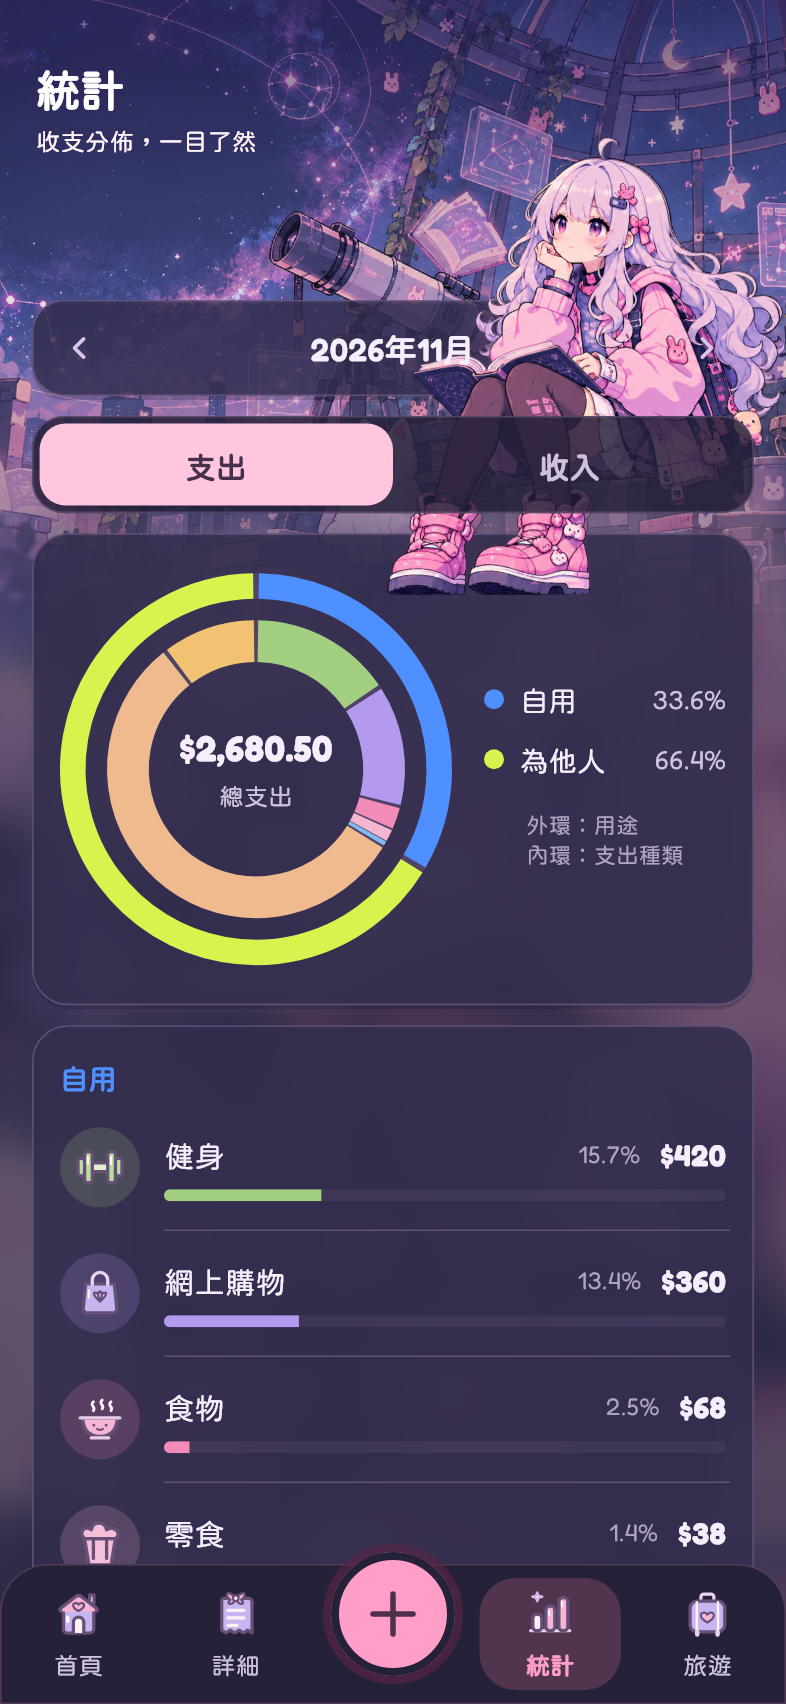 統計
收支分佈，一目了然
2026年11月
支出
收入
$2,680.50
總支出
自用 33.6%
為他人 66.4%
外環：用途
內環：支出種類
自用
健身 15.7% $420
網上購物 13.4% $360
食物 2.5% $68
零食 1.4% $38
首頁
詳細
統計
旅遊